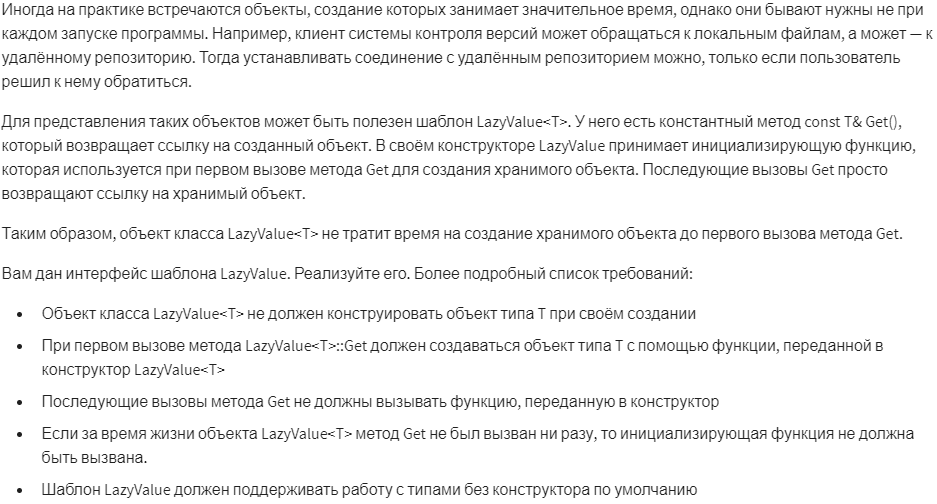 Иногда на практике встречаются объекты, создание которых занимает значительное время, однако они бывают нужны не при
каждом запуске программы. Например, клиент системы контроля версий может обращаться к локальным файлам, а может — к
удалённому репозиторию. Тогда устанавливать соединение с удалённым репозиторием можно, только если пользователь
решил к нему обратиться.
Для представления таких объектов может быть полезен шаблон LazyValue<T>. У него есть константный метод const T& Get(),
который возвращает ссылку на созданный объект. В своём конструкторе LazyValue принимает инициализирующую функцию,
которая используется при первом вызове метода Get для создания хранимого объекта. Последующие вызовы Get просто
возвращают ссылку на хранимый объект.
Таким образом, объект класса LazyValue<T> не тратит время на создание хранимого объекта до первого вызова метода Get.
Вам дан интерфейс шаблона LazyValue. Реализуйте его. Более подробный список требований:
• Объект класса LazyValue<T> не должен конструировать объект типа T при своём создании
• При первом вызове метода LazyValue<T>::Get должен создаваться объект типа T с помощью функции, переданной в
конструктор LazyValue<T>
• Последующие вызовы метода Get не должны вызывать функцию, переданную в конструктор
• Если за время жизни объекта LazyValue<T> метод Get не был вызван ни разу, то инициализирующая функция не должна
быть вызвана.
• Шаблон LazyValue должен поддерживать работу с типами без конструктора по умолчанию